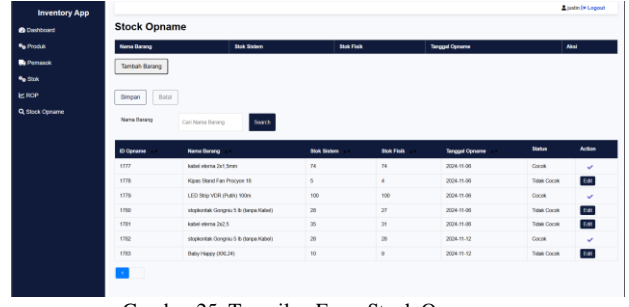 Inventory App
justin Logout
Dashboard
Produk
Pemasok
Stok
ROP
Stock Opname
Stok Opname
Nama Barang Stok Sistem Stok Fisik Tanggal Opname Aksi
Tambah Barang
Simpan Batal
Nama Barang Cari Nama Barang Search
ID Opname Nama Barang Stok Sistem Stok Fisik Tanggal Opname Status Action
1777 kabel eterna 2x1,5mm 74 74 2024-11-06 Cocok
1778 Kipas Stand Fan Procyon 16 5 4 2024-11-06 Tidak Cocok Edit
1779 LED Strip VDR (Putih) 100m 100 100 2024-11-06 Cocok
1780 stopkontak Gongniu 5 lb (tanpa Kabel) 28 27 2024-11-06 Tidak Cocok Edit
1781 kabel eterna 2x2,5 35 31 2024-11-06 Tidak Cocok Edit
1782 stopkontak Gongniu 5 lb (tanpa Kabel) 28 28 2024-11-12 Cocok
1783 Baby Happy (XXL24) 10 9 2024-11-12 Tidak Cocok Edit